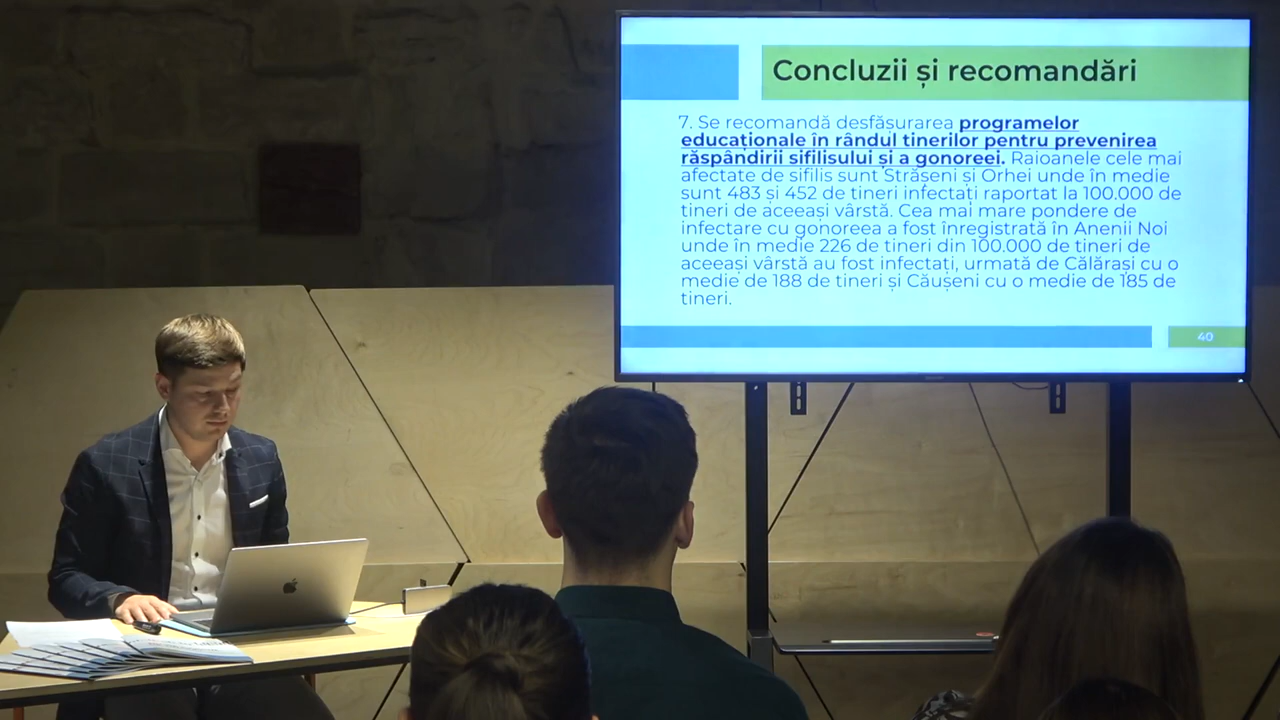 Concluzii și recomandări
7. Se recomandă desfăsurarea programelor
educaționale în rândul tinerilor pentru prevenirea
răspândirii sifilisului și a gonoreei. Raioanele cele mai
afectate de sifilis sunt Strășeni și Orhei unde în medie
sunt 483 și 452 de tineri infectați raportat la 100.000 de
tineri de aceeași vârstă. Cea mai mare pondere de
infectare cu gonoreea a fost înregistrată în Anenii Noi
unde în medie 226 de tineri din 100.000 de tineri de
aceeași vârstă au fost infectați, urmată de Călărași cu o
medie de 188 de tineri și Căușeni cu o medie de 185 de
tineri.
40